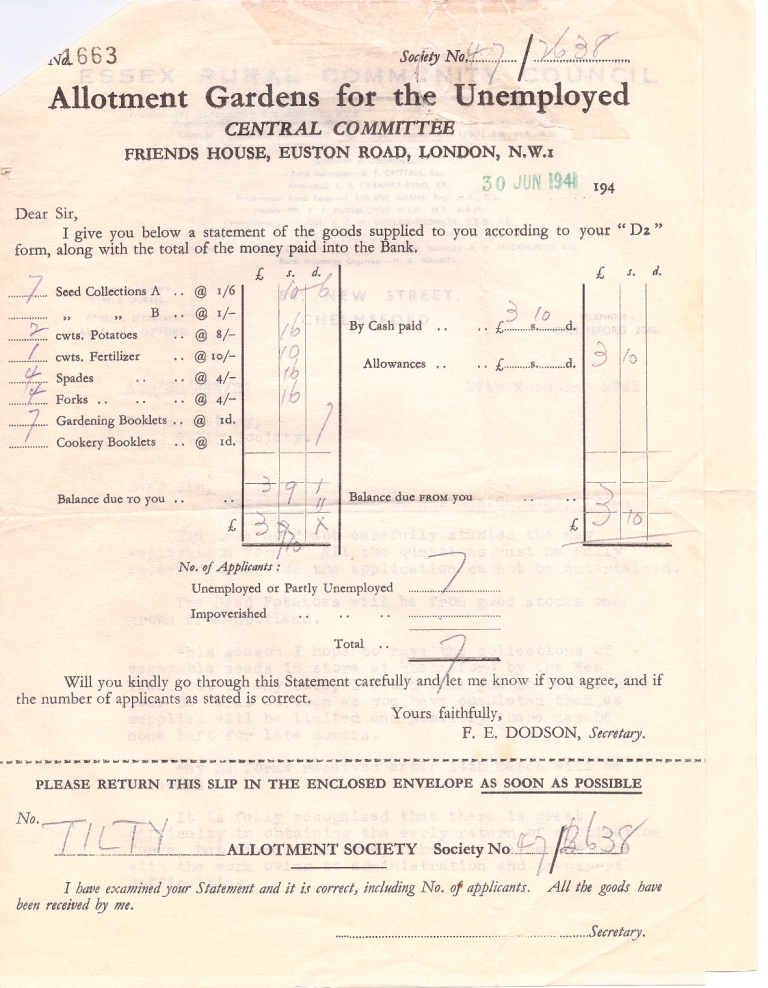 No. 1663 Society No. 47/2638
Allotment Gardens for the Unemployed
CENTRAL COMMITTEE
FRIENDS HOUSE, EUSTON ROAD, LONDON, N.W.1
30 JUN 1941 194
Dear Sir,
I give you below a statement of the goods supplied to you according to your “D2”
form, along with the total of the money paid into the Bank.
£ s. d. £ s. d.
7 Seed Collections A .. @ 1/6 10 6
„ „ B .. @ 1/-
2 cwts. Potatoes .. @ 8/- 16
1 cwts. Fertilizer .. @ 10/- 10
4 Spades .. @ 4/- 16
4 Forks .. .. @ 4/- 16
7 Gardening Booklets .. @ 1d. 7
Cookery Booklets .. @ 1d.
3 9 1
Balance due TO you .. .. 11
£ 3 10
By Cash paid .. .. £ 3 s. 10 d.
Allowances .. .. £ s. d. 3 10
Balance due FROM you .. ..
£ 3 10
No. of Applicants :
Unemployed or Partly Unemployed 7
Impoverished .. .. ..
Total .. 7
Will you kindly go through this Statement carefully and let me know if you agree, and if
the number of applicants as stated is correct.
Yours faithfully,
F. E. DODSON, Secretary.
PLEASE RETURN THIS SLIP IN THE ENCLOSED ENVELOPE AS SOON AS POSSIBLE
No.
TILTY ALLOTMENT SOCIETY Society No 47/2638
I have examined your Statement and it is correct, including No. of applicants. All the goods have
been received by me.
Secretary.